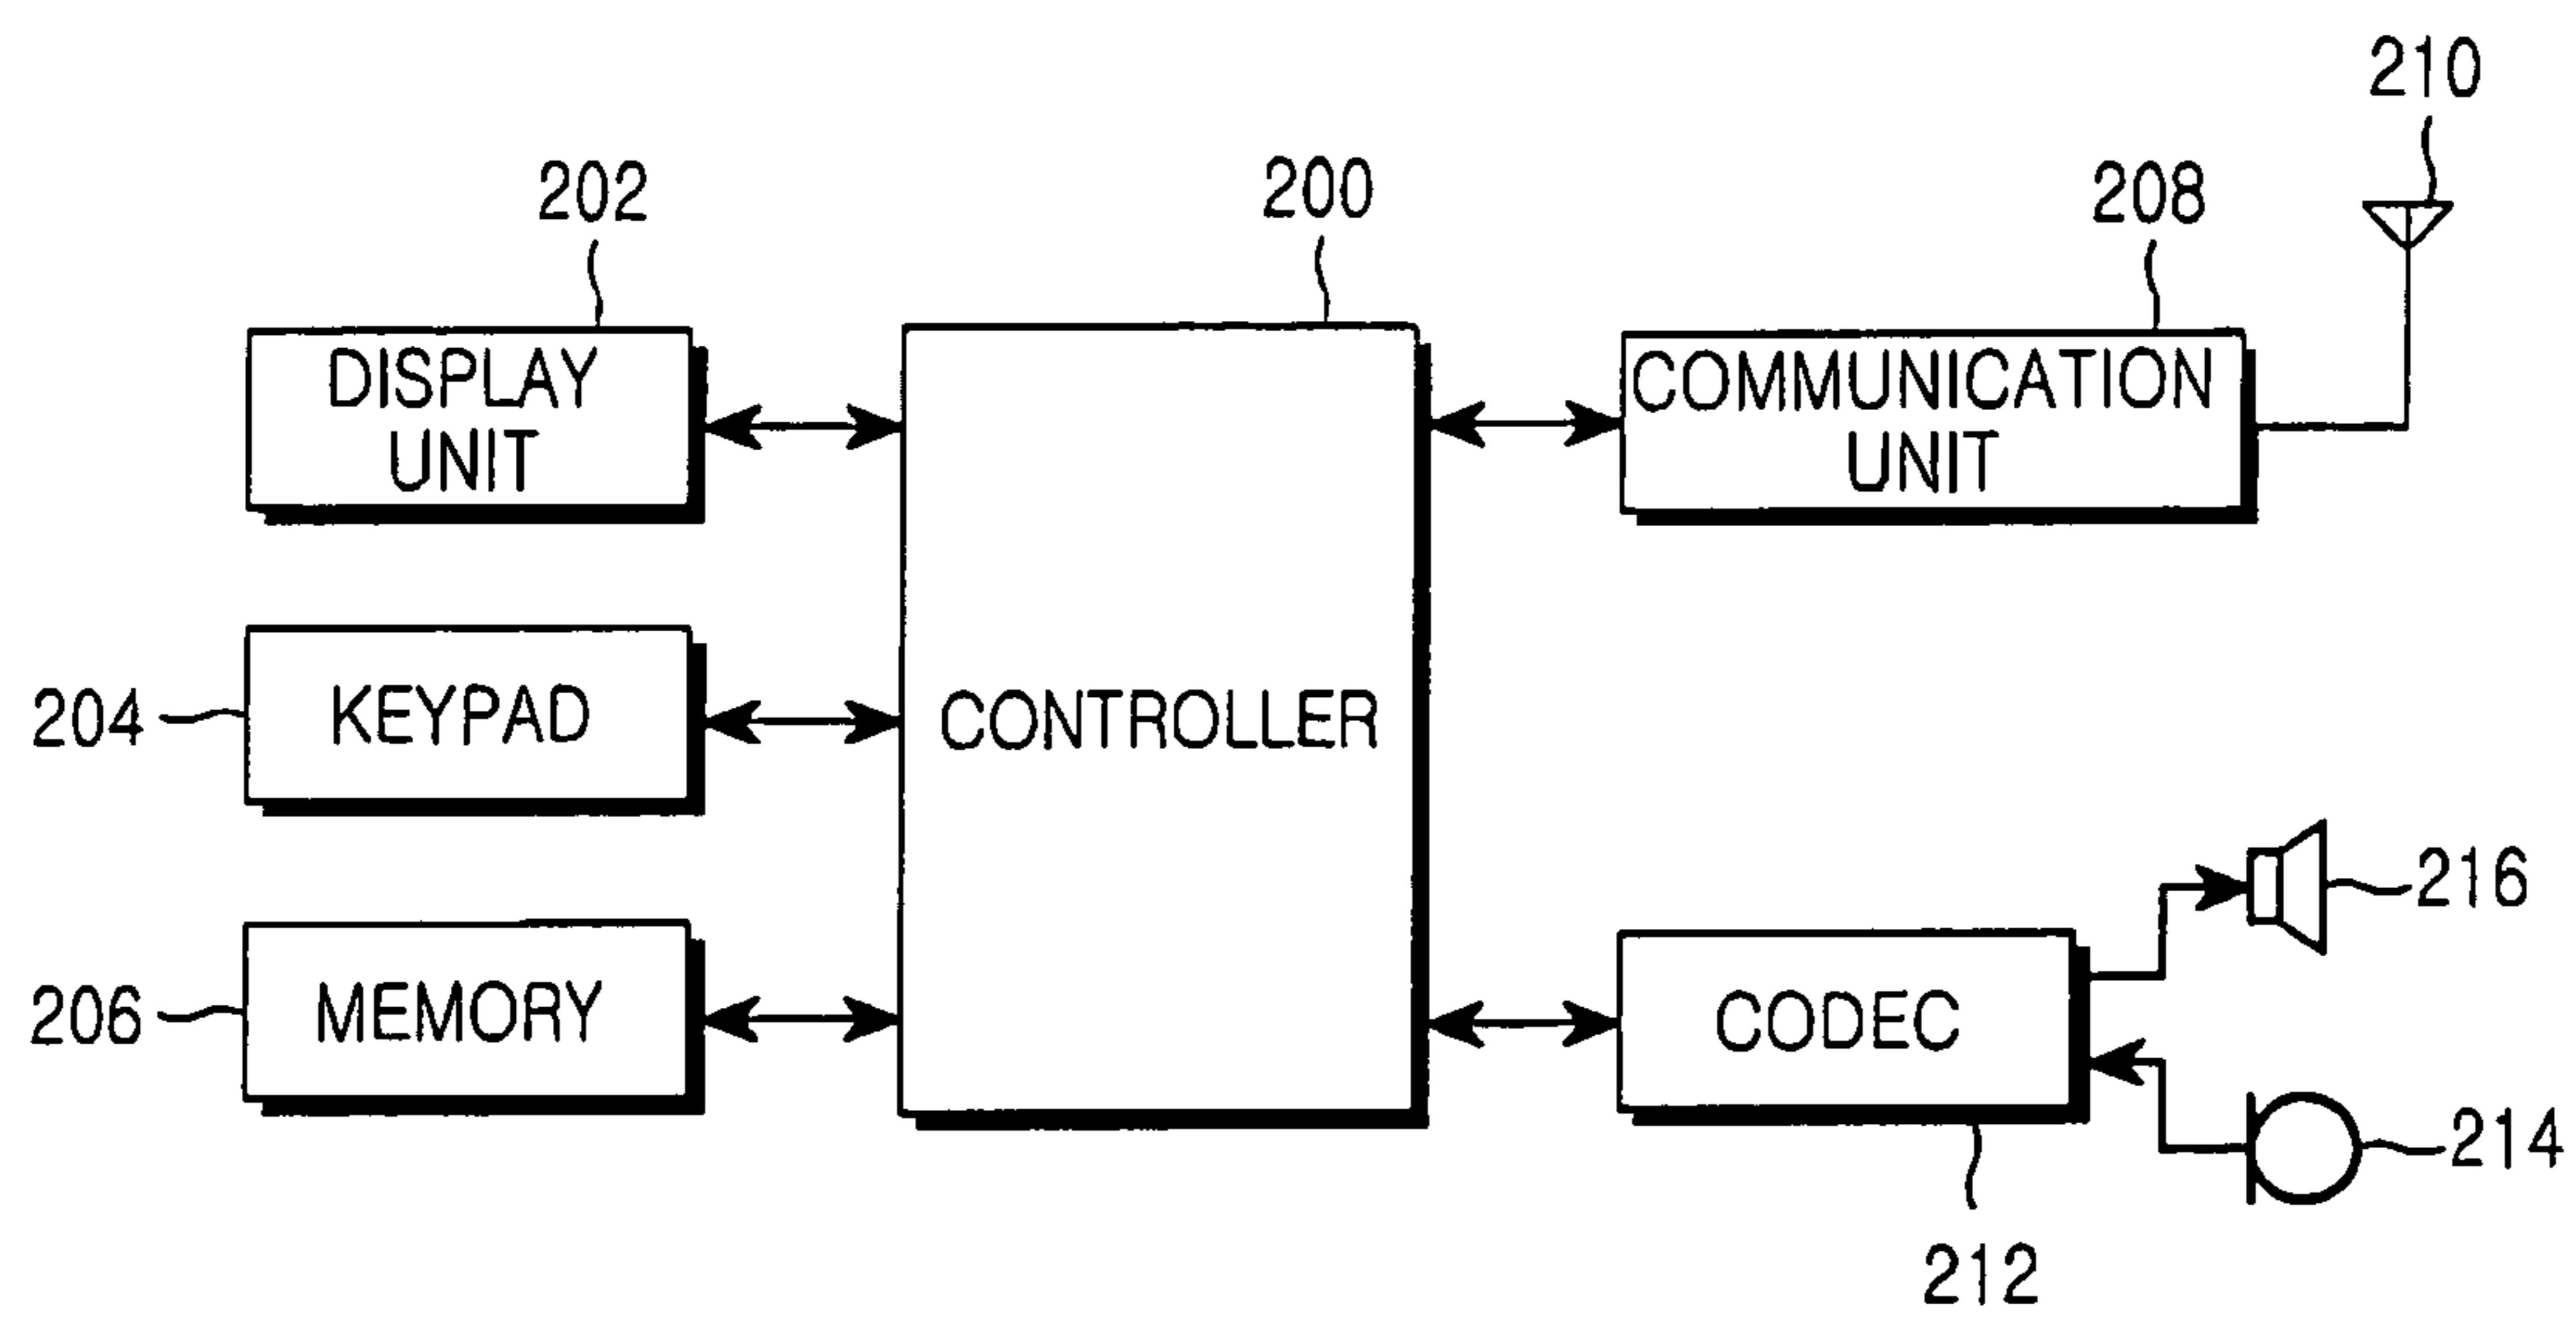 210
202
200
208
DISPLAY
UNIT
COMMUNICATION
UNIT
204
KEYPAD
CONTROLLER
216
206
MEMORY
CODEC
214
212